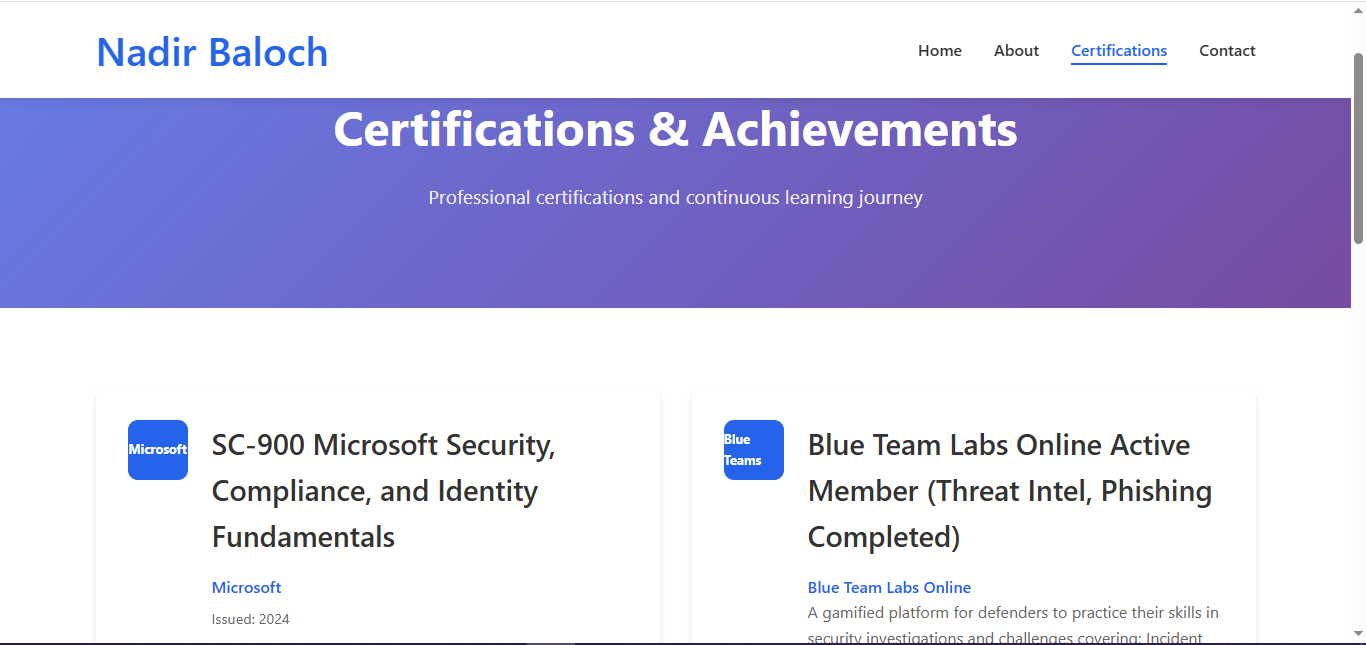 Nadir Baloch
Home About Certifications Contact
Certifications & Achievements
Professional certifications and continuous learning journey
Microsoft
SC-900 Microsoft Security,
Compliance, and Identity
Fundamentals
Microsoft
Issued: 2024
Blue
Teams
Blue Team Labs Online Active
Member (Threat Intel, Phishing
Completed)
Blue Team Labs Online
A gamified platform for defenders to practice their skills in
security investigations and challenges covering: Incident